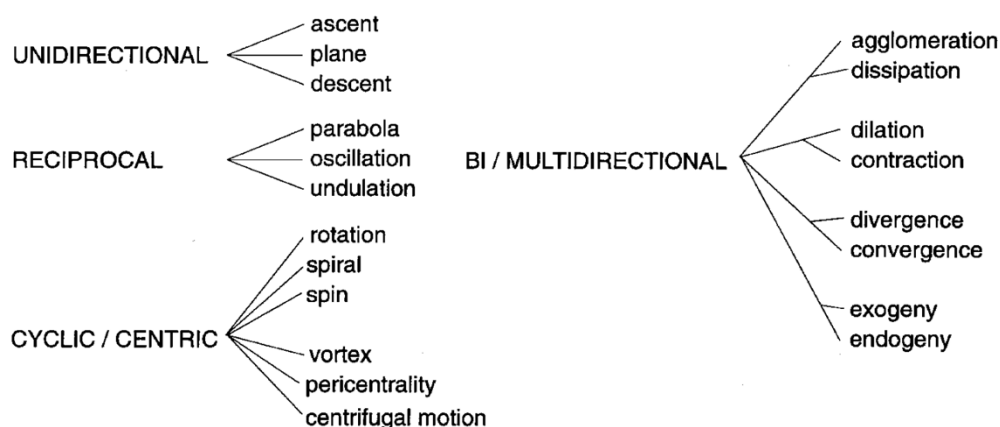 UNIDIRECTIONAL
ascent
plane
descent
RECIPROCAL
parabola
oscillation
undulation
CYCLIC / CENTRIC
rotation
spiral
spin
vortex
pericentrality
centrifugal motion
BI / MULTIDIRECTIONAL
agglomeration
dissipation
dilation
contraction
divergence
convergence
exogeny
endogeny